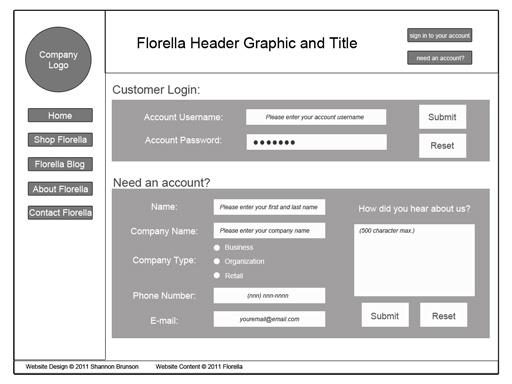 Company
Logo
Florella Header Graphic and Title
sign in to your account
need an account?
Home
Shop Florella
Florella Blog
About Florella
Contact Florella
Customer Login:
Account Username:
Please enter your account username
Submit
Account Password:
Reset
Need an account?
Name:
Please enter your first and last name
Company Name:
Please enter your company name
Company Type:
Business
Organization
Retail
Phone Number:
(nnn) nnn-nnnn
E-mail:
youremail@email.com
How did you hear about us?
(500 character max.)
Submit
Reset
Website Design © 2011 Shannon Brunson
Website Content © 2011 Florella